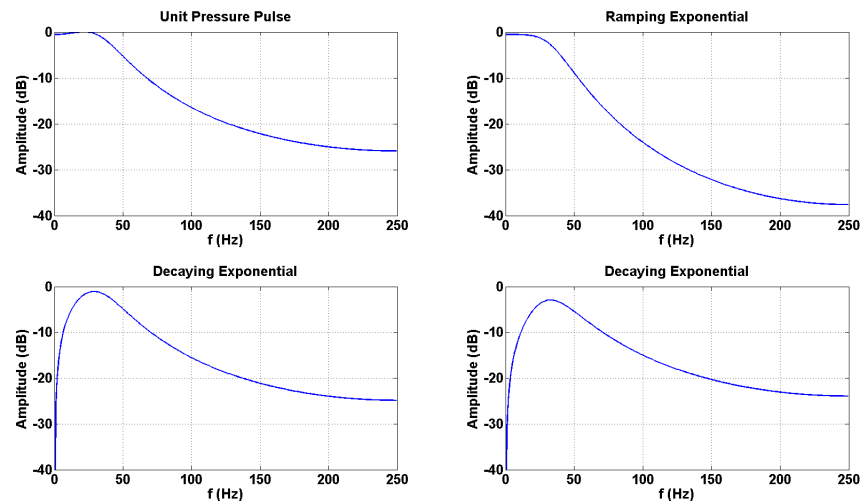 Unit Pressure Pulse
0
-10
-20
-30
-40
Amplitude (dB)
0 50 100 150 200 250
f (Hz)
Ramping Exponential
0
-10
-20
-30
-40
Amplitude (dB)
0 50 100 150 200 250
f (Hz)
Decaying Exponential
0
-10
-20
-30
-40
Amplitude (dB)
0 50 100 150 200 250
f (Hz)
Decaying Exponential
0
-10
-20
-30
-40
Amplitude (dB)
0 50 100 150 200 250
f (Hz)